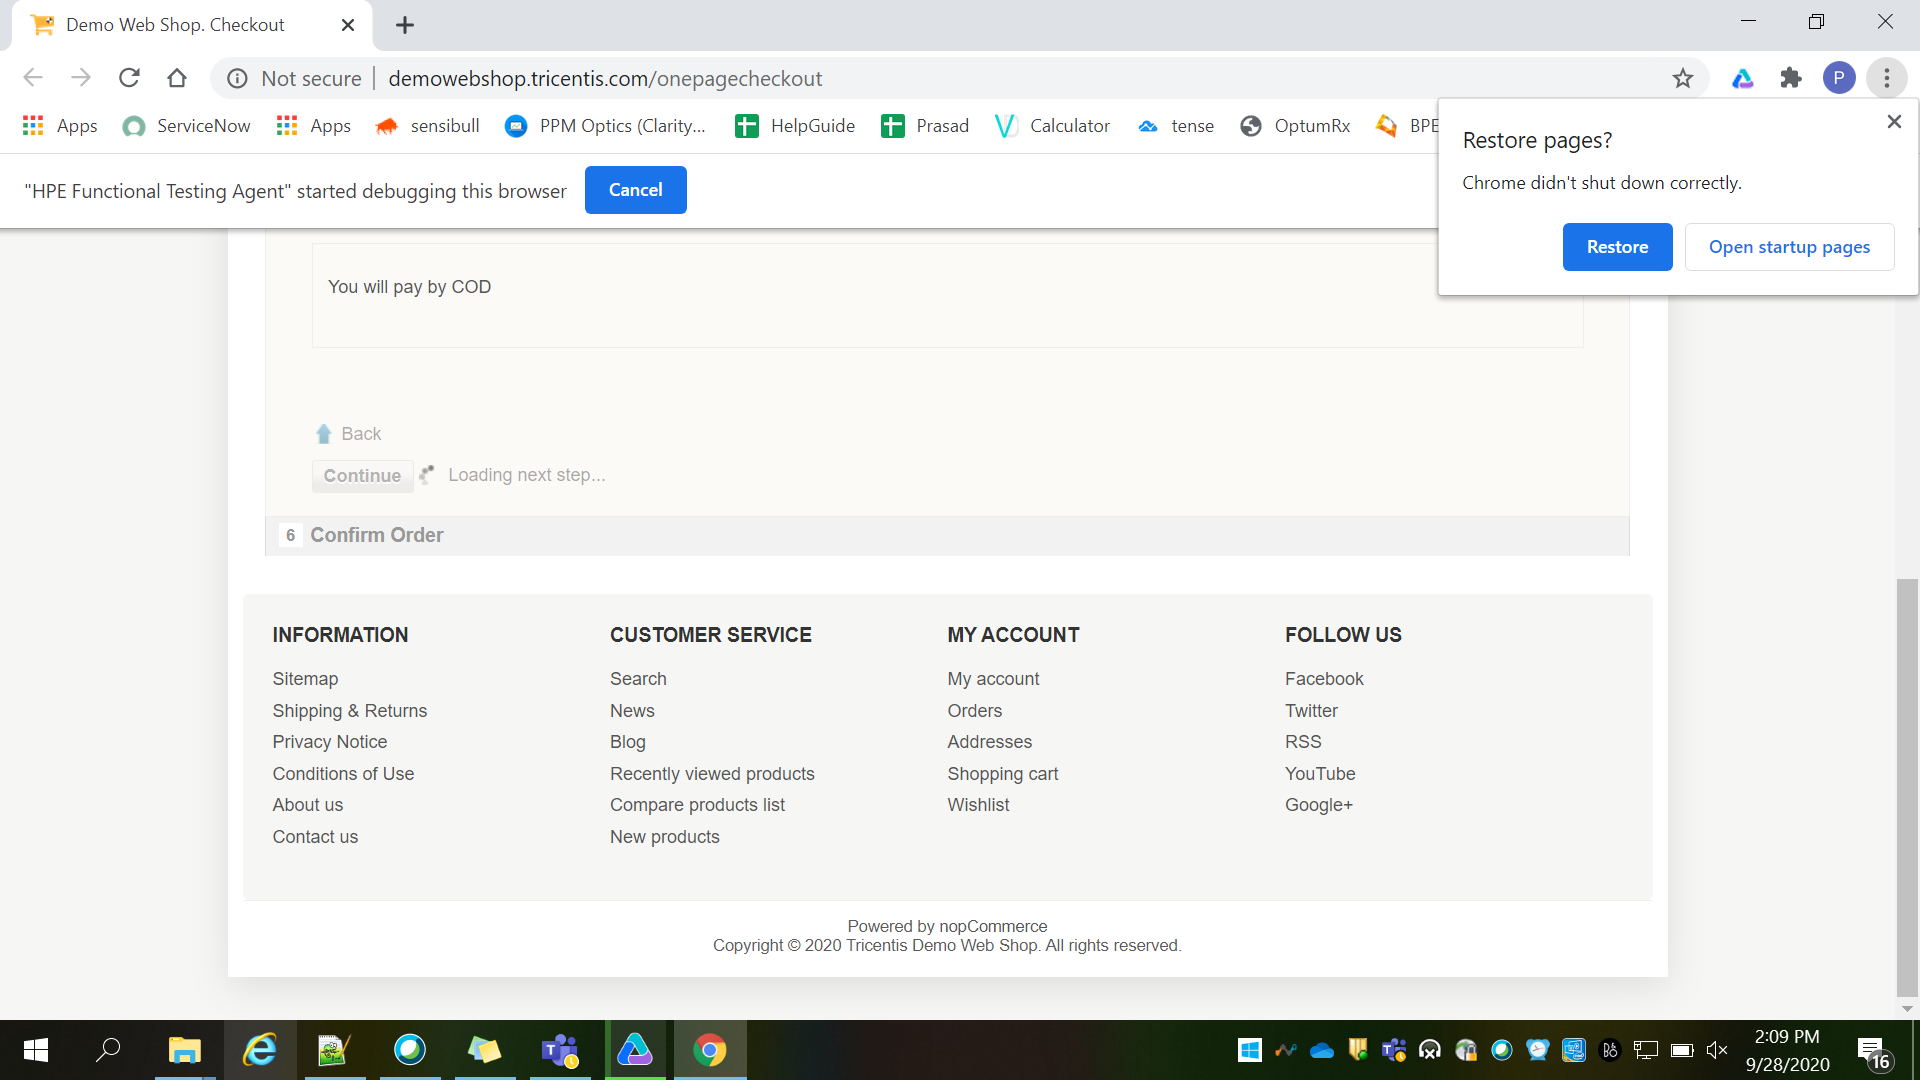 Demo Web Shop. Checkout
Not secure
demowebshop.tricentis.com/onepagecheckout
P
Apps
ServiceNow
Apps
sensibull
PPM Optics (Clarity...
HelpGuide
Prasad
Calculator
tense
OptumRx
BPE
Restore pages?
Chrome didn't shut down correctly.
Restore
Open startup pages
"HPE Functional Testing Agent" started debugging this browser
Cancel
You will pay by COD
Back
Continue
Loading next step...
6 Confirm Order
INFORMATION
Sitemap
Shipping & Returns
Privacy Notice
Conditions of Use
About us
Contact us
CUSTOMER SERVICE
Search
News
Blog
Recently viewed products
Compare products list
New products
MY ACCOUNT
My account
Orders
Addresses
Shopping cart
Wishlist
FOLLOW US
Facebook
Twitter
RSS
YouTube
Google+
Powered by nopCommerce
Copyright © 2020 Tricentis Demo Web Shop. All rights reserved.
2:09 PM
9/28/2020
16